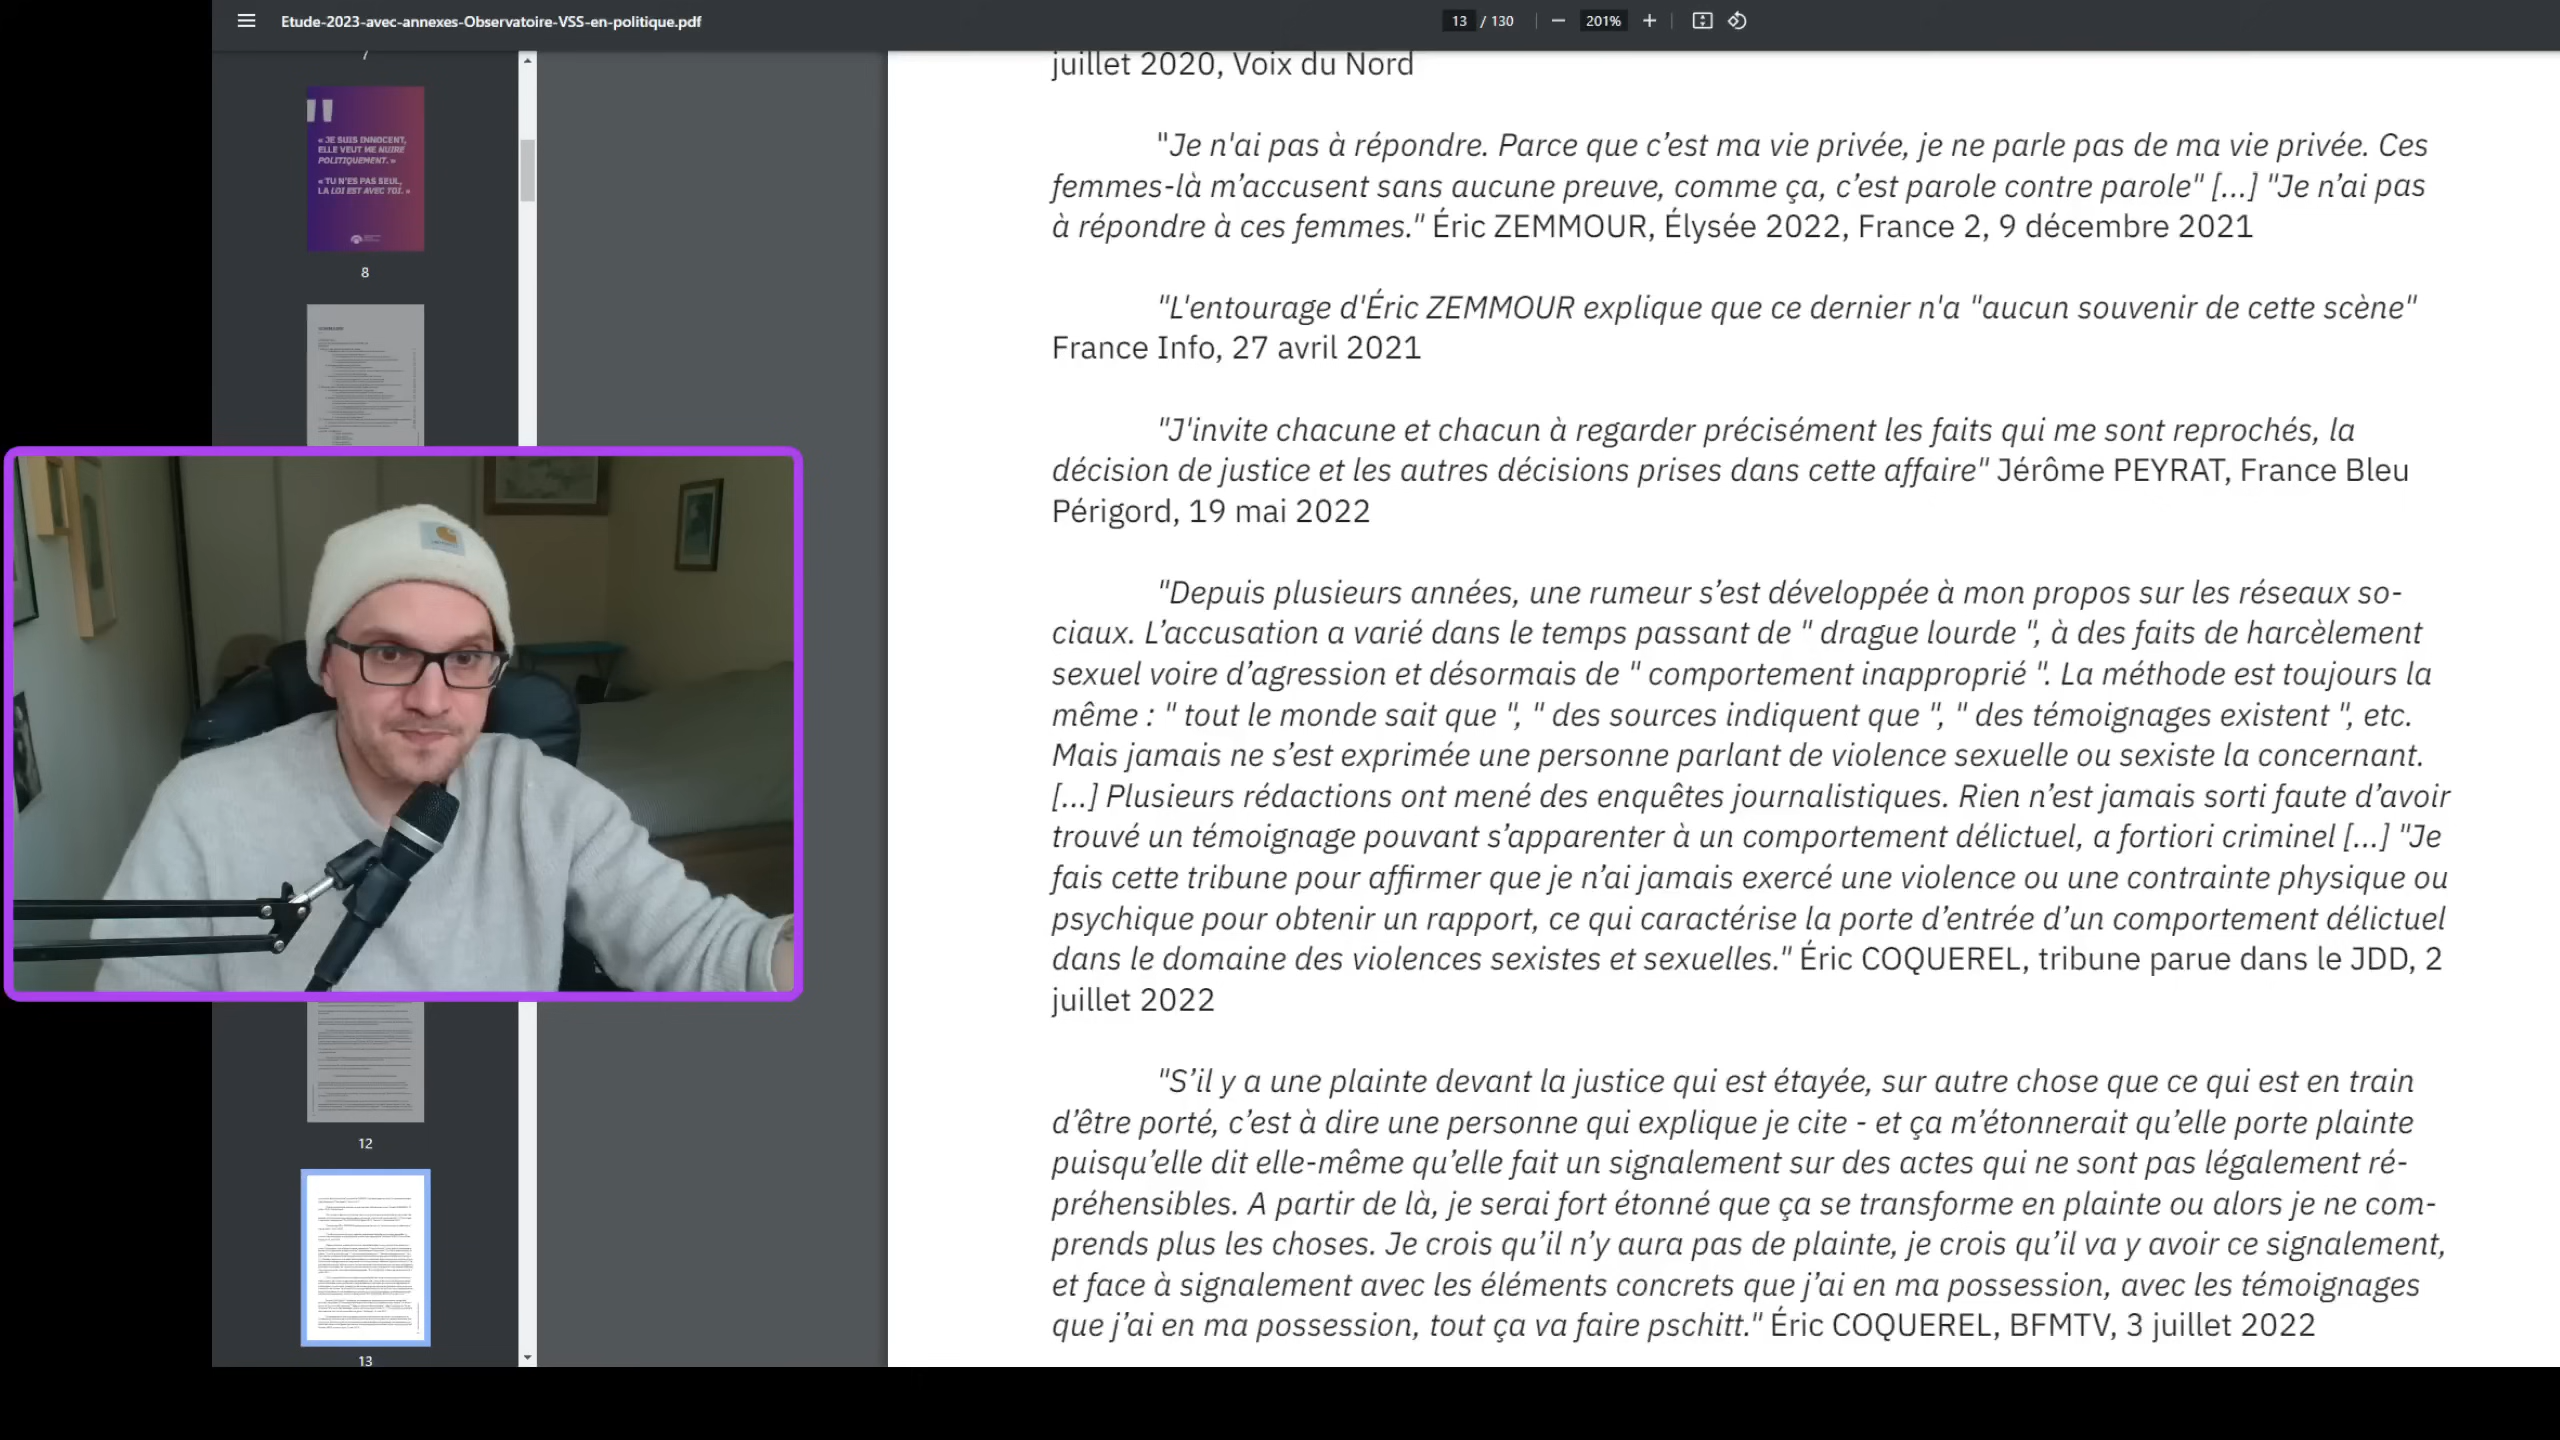 Etude-2023-avec-annexes-Observatoire-VSS-en-politique.pdf
13 / 130
201%
7
« JE SUIS INNOCENT,
ELLE VEUT ME NUIRE
POLITIQUEMENT. »
« TU N'ES PAS SEUL,
LA LOI EST AVEC TOI. »
8
12
13
juillet 2020, Voix du Nord
"Je n'ai pas à répondre. Parce que c’est ma vie privée, je ne parle pas de ma vie privée. Ces
femmes-là m’accusent sans aucune preuve, comme ça, c’est parole contre parole" [...] "Je n’ai pas
à répondre à ces femmes." Éric ZEMMOUR, Élysée 2022, France 2, 9 décembre 2021
"L'entourage d'Éric ZEMMOUR explique que ce dernier n'a "aucun souvenir de cette scène"
France Info, 27 avril 2021
"J'invite chacune et chacun à regarder précisément les faits qui me sont reprochés, la
décision de justice et les autres décisions prises dans cette affaire" Jérôme PEYRAT, France Bleu
Périgord, 19 mai 2022
"Depuis plusieurs années, une rumeur s’est développée à mon propos sur les réseaux so-
ciaux. L’accusation a varié dans le temps passant de " drague lourde ", à des faits de harcèlement
sexuel voire d’agression et désormais de " comportement inapproprié ". La méthode est toujours la
même : " tout le monde sait que ", " des sources indiquent que ", " des témoignages existent ", etc.
Mais jamais ne s’est exprimée une personne parlant de violence sexuelle ou sexiste la concernant.
[...] Plusieurs rédactions ont mené des enquêtes journalistiques. Rien n’est jamais sorti faute d’avoir
trouvé un témoignage pouvant s’apparenter à un comportement délictuel, a fortiori criminel [...] "Je
fais cette tribune pour affirmer que je n’ai jamais exercé une violence ou une contrainte physique ou
psychique pour obtenir un rapport, ce qui caractérise la porte d’entrée d’un comportement délictuel
dans le domaine des violences sexistes et sexuelles." Éric COQUEREL, tribune parue dans le JDD, 2
juillet 2022
"S’il y a une plainte devant la justice qui est étayée, sur autre chose que ce qui est en train
d’être porté, c’est à dire une personne qui explique je cite - et ça m’étonnerait qu’elle porte plainte
puisqu’elle dit elle-même qu’elle fait un signalement sur des actes qui ne sont pas légalement ré-
préhensibles. A partir de là, je serai fort étonné que ça se transforme en plainte ou alors je ne com-
prends plus les choses. Je crois qu’il n’y aura pas de plainte, je crois qu’il va y avoir ce signalement,
et face à signalement avec les éléments concrets que j’ai en ma possession, avec les témoignages
que j’ai en ma possession, tout ça va faire pschitt." Éric COQUEREL, BFMTV, 3 juillet 2022